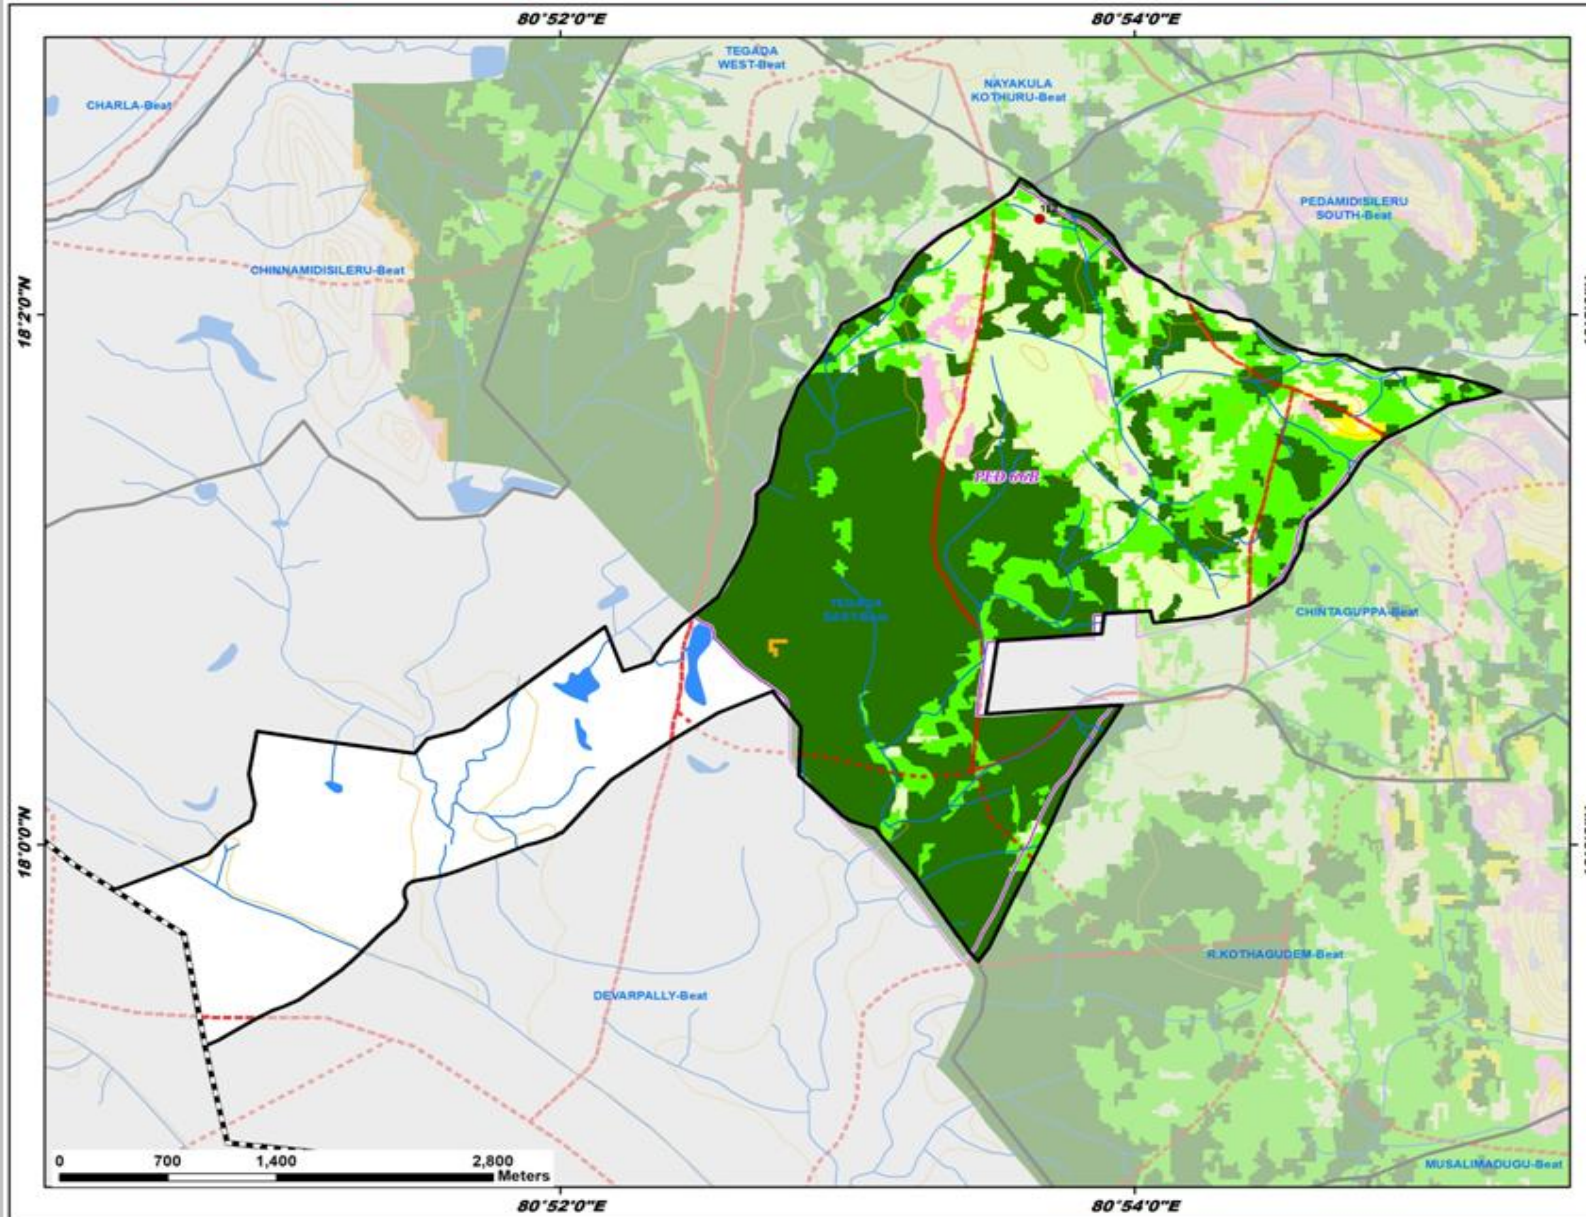 80°52'0"E
80°54'0"E
TEGADA
WEST-Beat
NAYAKULA
KOTHURU-Beat
CHARLA-Beat
PEDAMIDISILERU
SOUTH-Beat
CHINNAMIDISILERU-Beat
18°2'0"N
PED 66B
CHINTAGUPPA-Beat
18°0'0"N
R.KOTHAGUDEM-Beat
DEVARPALLY-Beat
0 700 1,400 2,800
Meters
MUSALIMADUGU-Beat
80°52'0"E
80°54'0"E